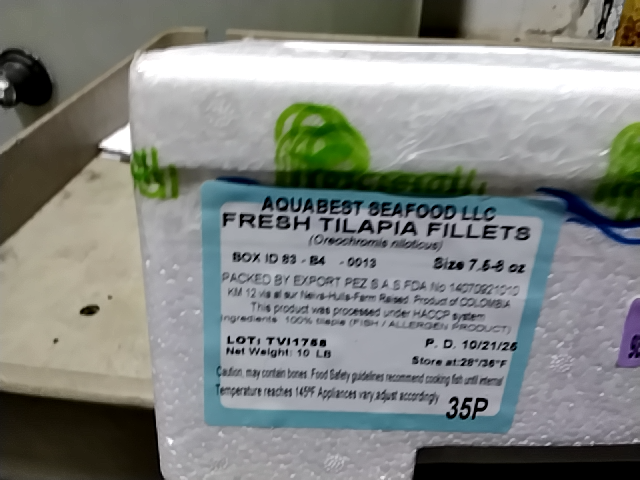 AQUABEST SEAFOOD LLC
FRESH TILAPIA FILLETS
(Oreochromis niloticus)
BOX ID 83 - B4 - 0013 Size 7.5-8 oz
PACKED BY EXPORT PEZ S.A.S. FDA No
KM 12 via al sur Neiva-Huila-Farm Raised. Product of COLOMBIA
This product was processed under HACCP system
Ingredients: 100% tilapia (FISH / ALLERGEN PRODUCT)
LOT: P. D. 10/21/25
Net Weight: 10 LB Store at:28°/36°F
Caution, may contain bones. Food Safety guidelines recommend cooking fish until internal
Temperature reaches 145°F Appliances vary,adjust accordingly
35P